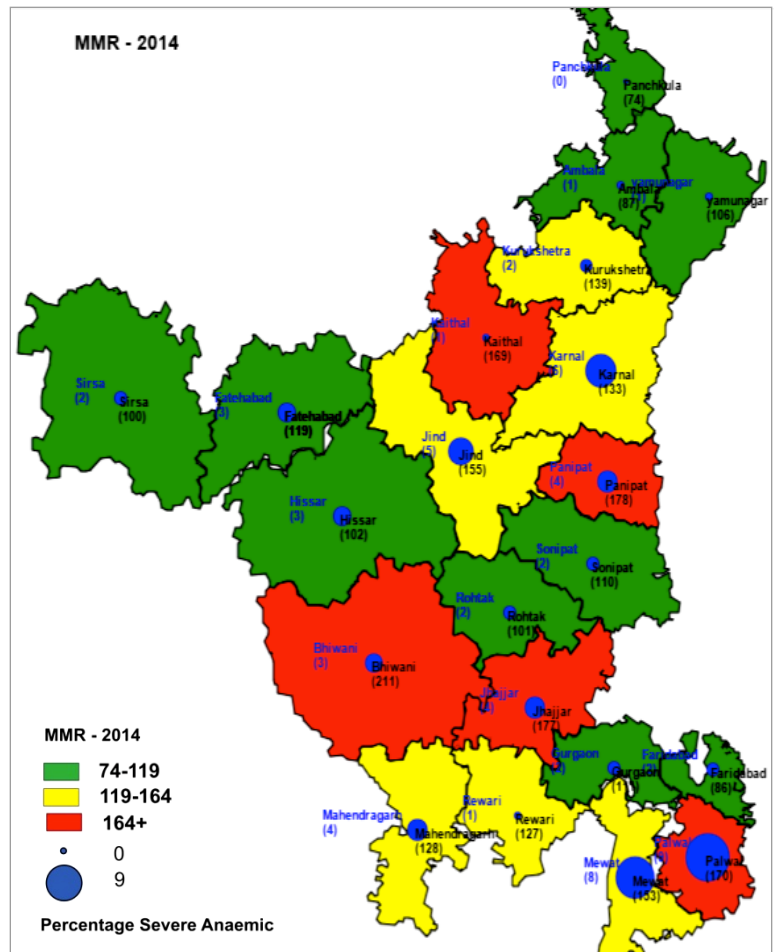 MMR - 2014
Panchkula
(0)
Panchkula
(74)
Ambala
(1)
Ambala
(87)
yamunagar
yamunagar
(106)
Kurukshetra
(2)
Kurukshetra
(139)
Kaithal
(1)
Kaithal
(169)
Karnal
(6)
Karnal
(133)
Sirsa
(2)
Sirsa
(100)
Fatehabad
(3)
Fatehabad
(119)
Jind
(5)
Jind
(155)
Panipat
(4)
Panipat
(178)
Hissar
(3)
Hissar
(102)
Sonipat
(2)
Sonipat
(110)
Rohtak
(2)
Rohtak
(101)
Bhiwani
(3)
Bhiwani
(211)
Jhajjar
Jhajjar
(177)
Gurgaon
Gurgaon
Faridabad
Faridabad
(86)
Mahendragarh
(4)
Mahendragarh
(128)
Rewari
(1)
Rewari
(127)
Mewat
(8)
Mewat
(153)
Palwal
(9)
Palwal
(170)
MMR - 2014
74-119
119-164
164+
0
9
Percentage Severe Anaemic